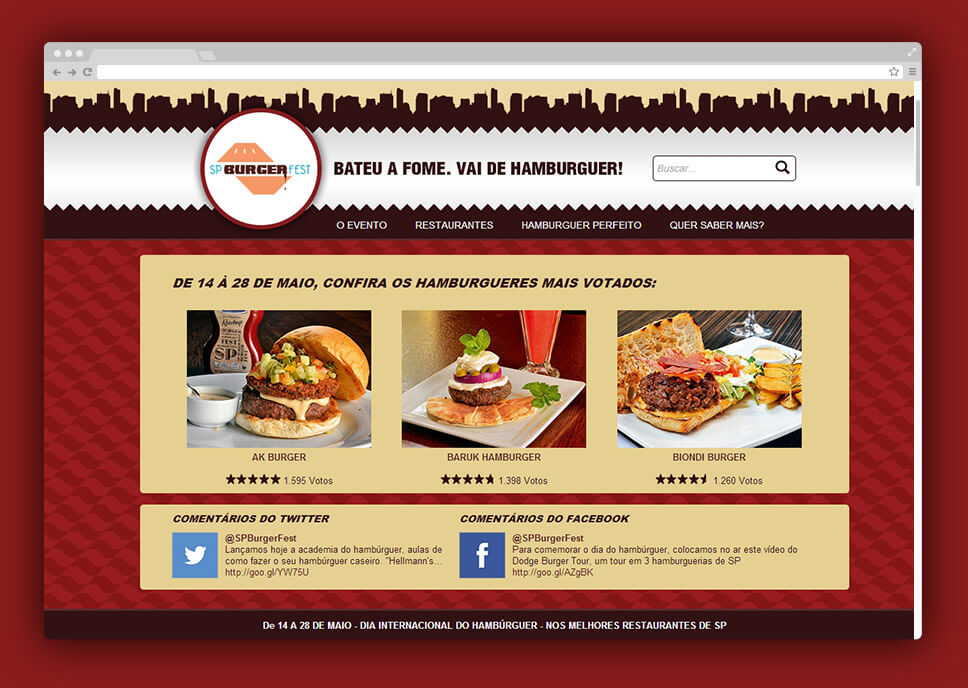 SP BURGER FEST
BATEU A FOME. VAI DE HAMBURGUER!
Buscar...
O EVENTO
RESTAURANTES
HAMBURGUER PERFEITO
QUER SABER MAIS?
DE 14 À 28 DE MAIO, CONFIRA OS HAMBURGUERES MAIS VOTADOS:
Ketchup
BURGER
FEST
SP
AK BURGER
1.595 Votos
BARUK HAMBURGER
1.398 Votos
BIONDI BURGER
1.260 Votos
COMENTÁRIOS DO TWITTER
@SPBurgerFest
Lançamos hoje a academia do hambúrguer, aulas de
como fazer o seu hambúrguer caseiro. "Hellmann's...
http://goo.gl/YW75U
COMENTÁRIOS DO FACEBOOK
@SPBurgerFest
Para comemorar o dia do hambúrguer, colocamos no ar este vídeo do
Dodge Burger Tour, um tour em 3 hamburguerias de SP
http://goo.gl/AZgBK
De 14 A 28 DE MAIO - DIA INTERNACIONAL DO HAMBÚRGUER - NOS MELHORES RESTAURANTES DE SP